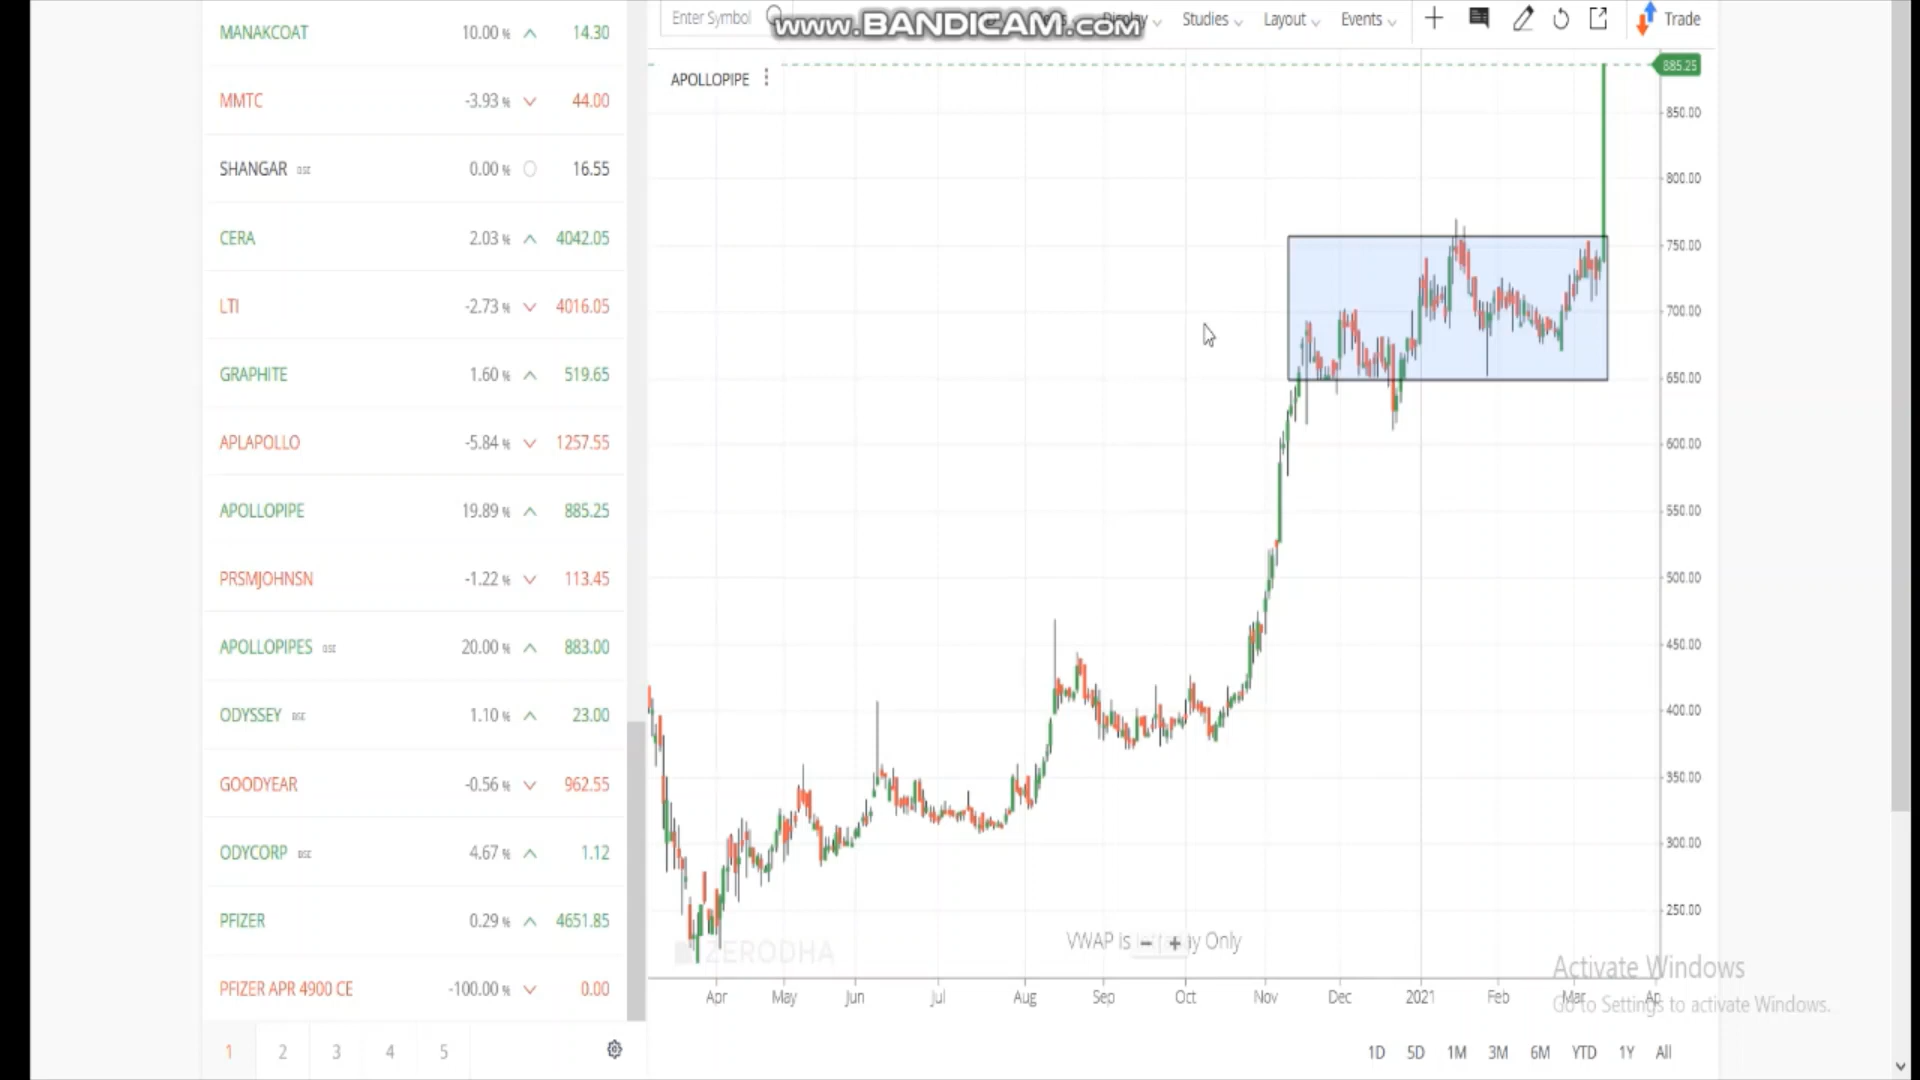 MANAKCOAT 10.00 % 14.30
MMTC -3.93 % 44.00
SHANGAR 0.00 % 16.55
CERA 2.03 % 4042.05
LTI -2.73 % 4016.05
GRAPHITE 1.60 % 519.65
APLAPOLLO -5.84 % 1257.55
APOLLOPIPE 19.89 % 885.25
PRSMJOHNSN -1.22 % 113.45
APOLLOPIPES 20.00 % 883.00
ODYSSEY BSE 1.10 % 23.00
GOODYEAR -0.56 % 962.55
ODYCORP BSE 4.67 % 1.12
PFIZER 0.29 % 4651.85
PFIZER APR 4900 CE -100.00 % 0.00
1 2 3 4 5
Enter Symbol
www.BANDICAM.com
Display Studies Layout Events Trade
APOLLOPIPE
885.25
850.00
800.00
750.00
700.00
650.00
600.00
550.00
500.00
450.00
400.00
350.00
300.00
250.00
ZERODHA
VWAP Is Only
Apr May Jun Jul Aug Sep Oct Nov Dec 2021 Feb Mar Ap
Activate Windows
Go to Settings to activate Windows.
1D 5D 1M 3M 6M YTD 1Y All